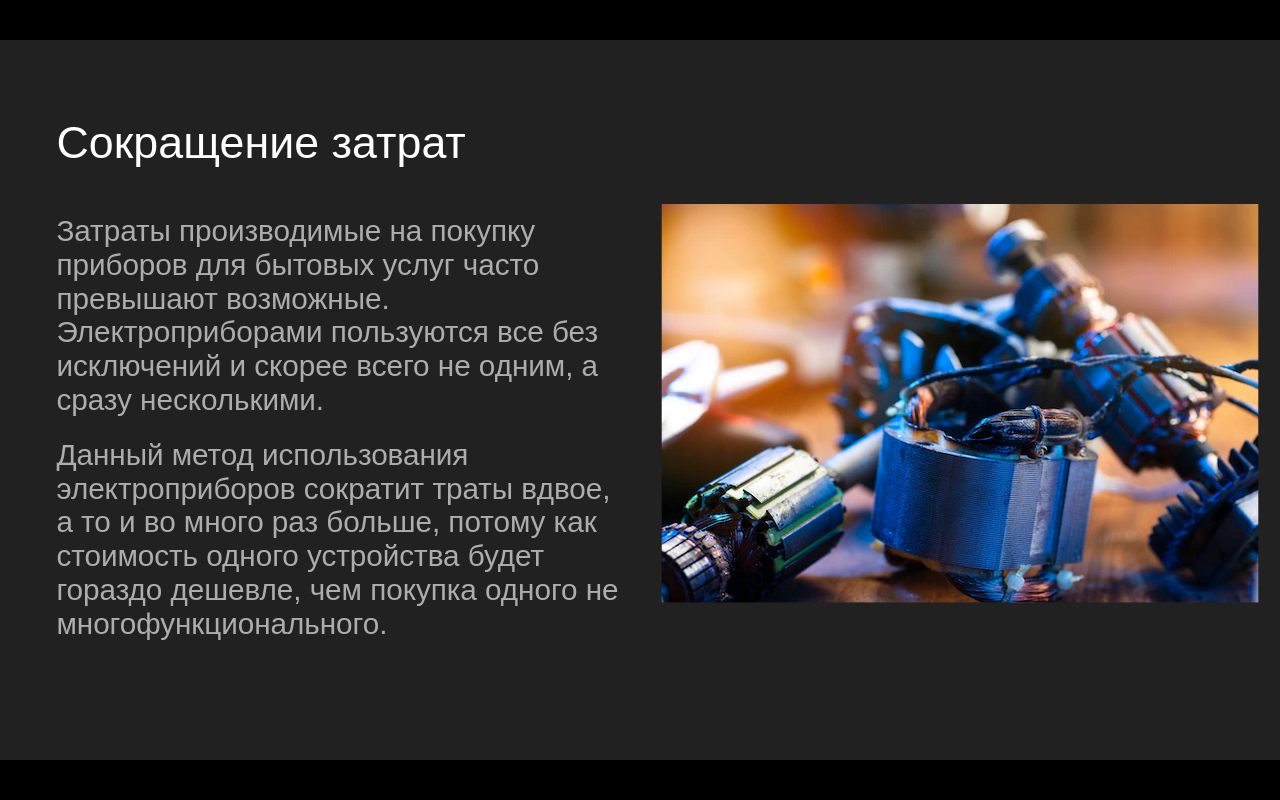 Сокращение затрат
Затраты производимые на покупку
приборов для бытовых услуг часто
превышают возможные.
Электроприборами пользуются все без
исключений и скорее всего не одним, а
сразу несколькими.
Данный метод использования
электроприборов сократит траты вдвое,
а то и во много раз больше, потому как
стоимость одного устройства будет
гораздо дешевле, чем покупка одного не
многофункционального.